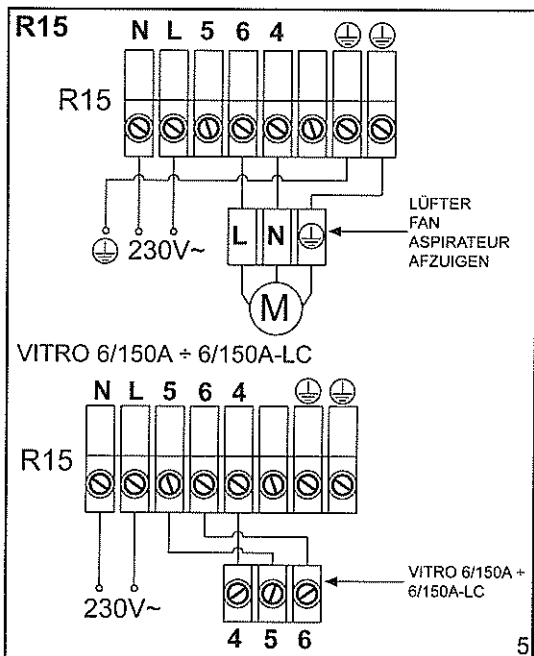 R15
N L 5 6 4
R15
L N
230V~
LÜFTER
FAN
ASPIRATEUR
AFZUIGEN
M
VITRO 6/150A ÷ 6/150A-LC
N L 5 6 4
R15
230V~
VITRO 6/150A ÷
6/150A-LC
4 5 6
5